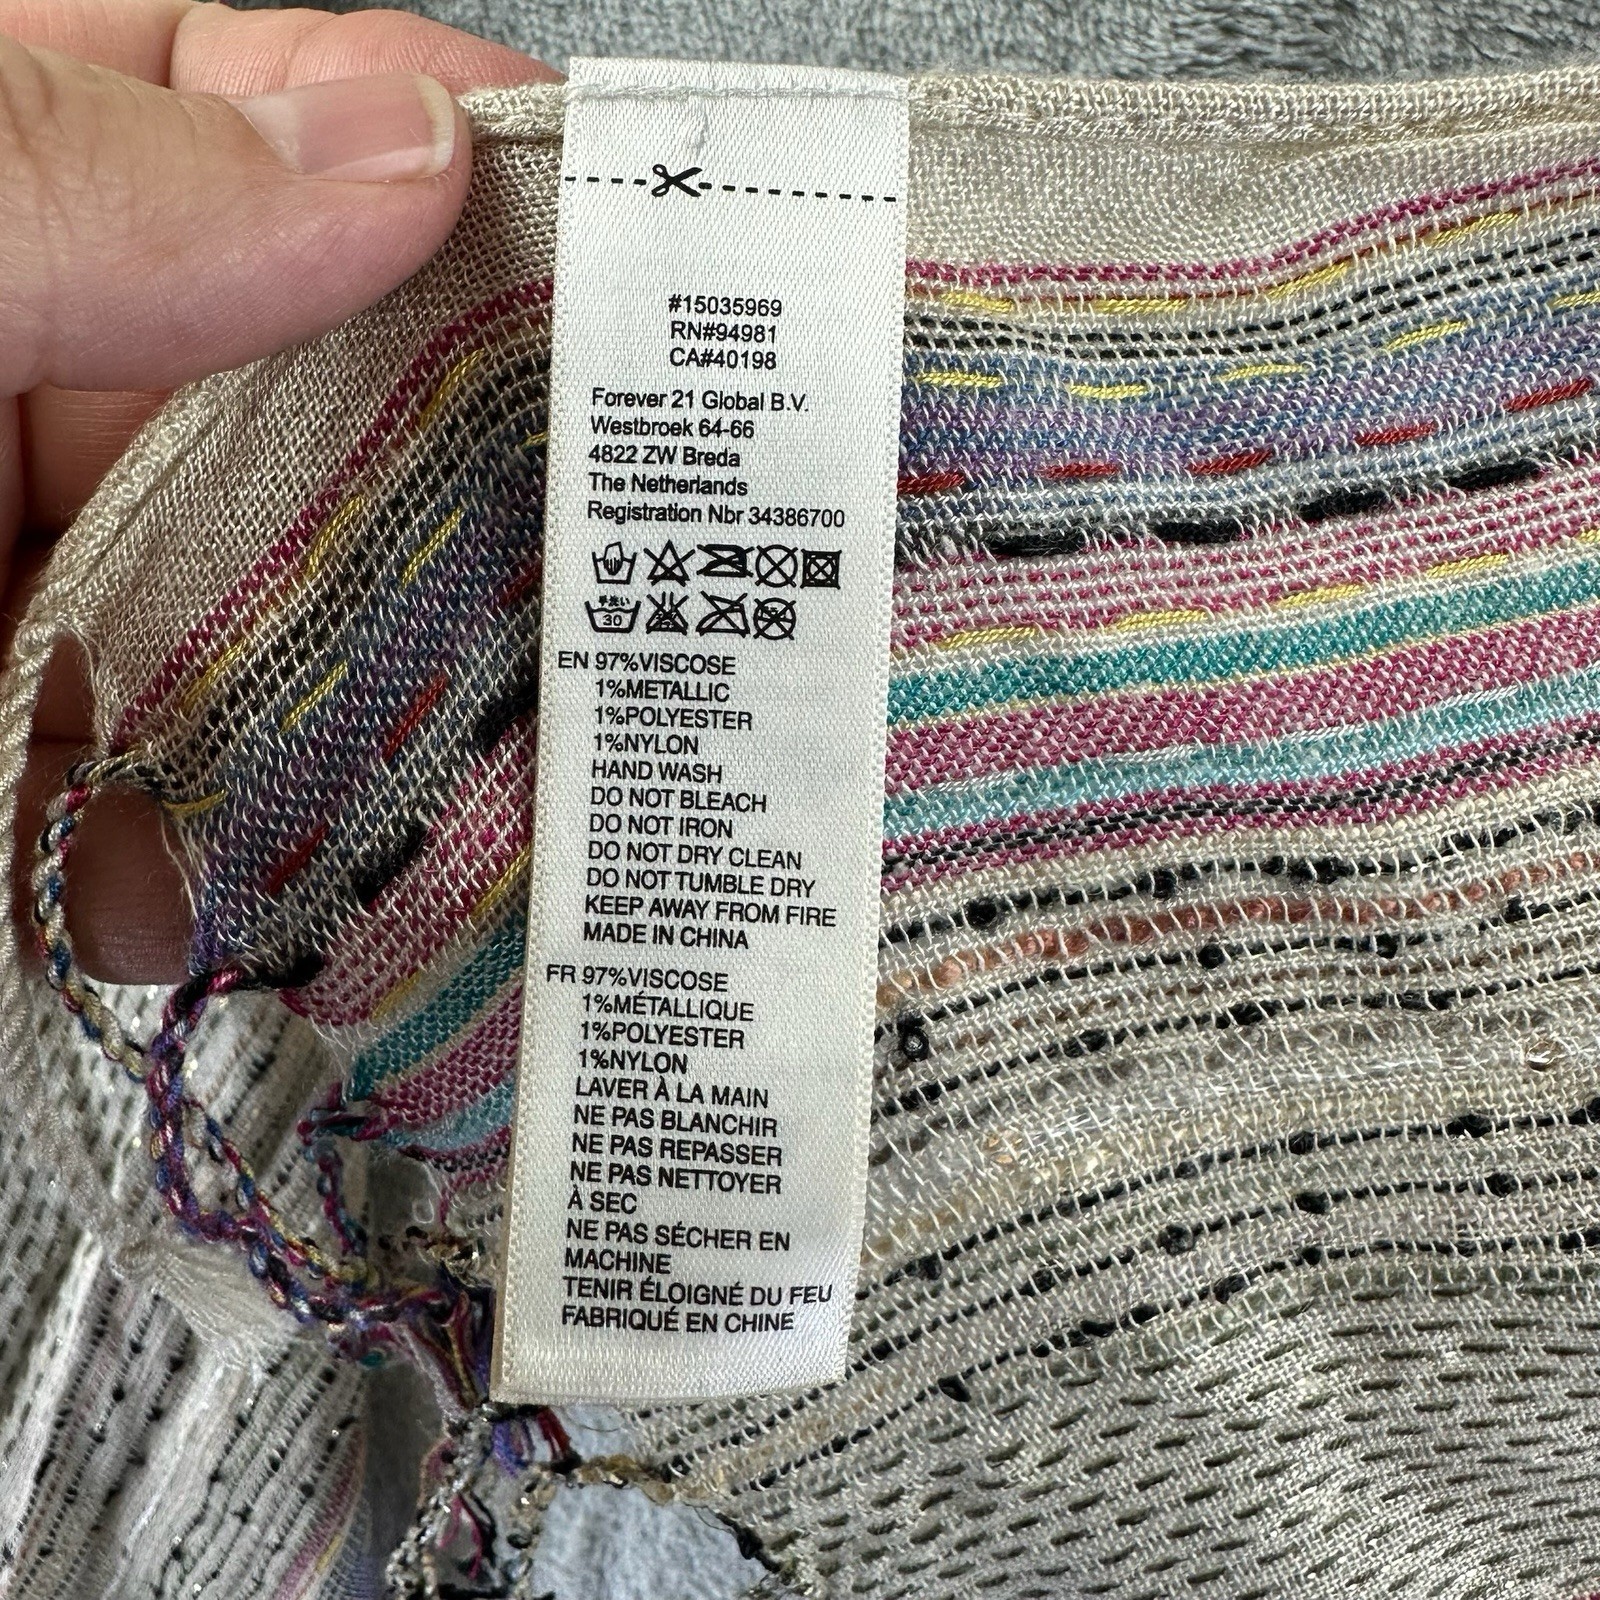 #15035969
RN#94981
CA#40198
Forever 21 Global B.V.
Westbroek 64-66
4822 ZW Breda
The Netherlands
Registration Nbr 34386700
手洗い
30
EN 97%VISCOSE
1%METALLIC
1%POLYESTER
1%NYLON
HAND WASH
DO NOT BLEACH
DO NOT IRON
DO NOT DRY CLEAN
DO NOT TUMBLE DRY
KEEP AWAY FROM FIRE
MADE IN CHINA
FR 97%VISCOSE
1%MÉTALLIQUE
1%POLYESTER
1%NYLON
LAVER À LA MAIN
NE PAS BLANCHIR
NE PAS REPASSER
NE PAS NETTOYER
À SEC
NE PAS SÉCHER EN
MACHINE
TENIR ÉLOIGNÉ DU FEU
FABRIQUÉ EN CHINE